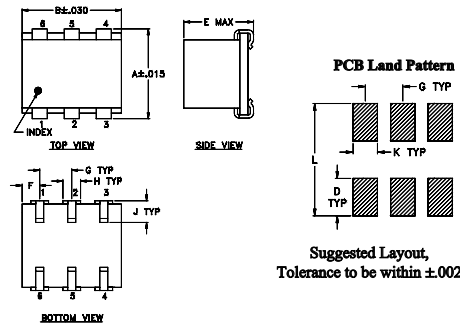 B±.030
6 5 4
A±.015
INDEX
1 2 3
TOP VIEW
E MAX
SIDE VIEW
PCB Land Pattern
G TYP
K TYP
L
D
TYP
Suggested Layout,
Tolerance to be within ±.002
G TYP
H TYP
F
1 2 3
J TYP
6 5 4
BOTTOM VIEW